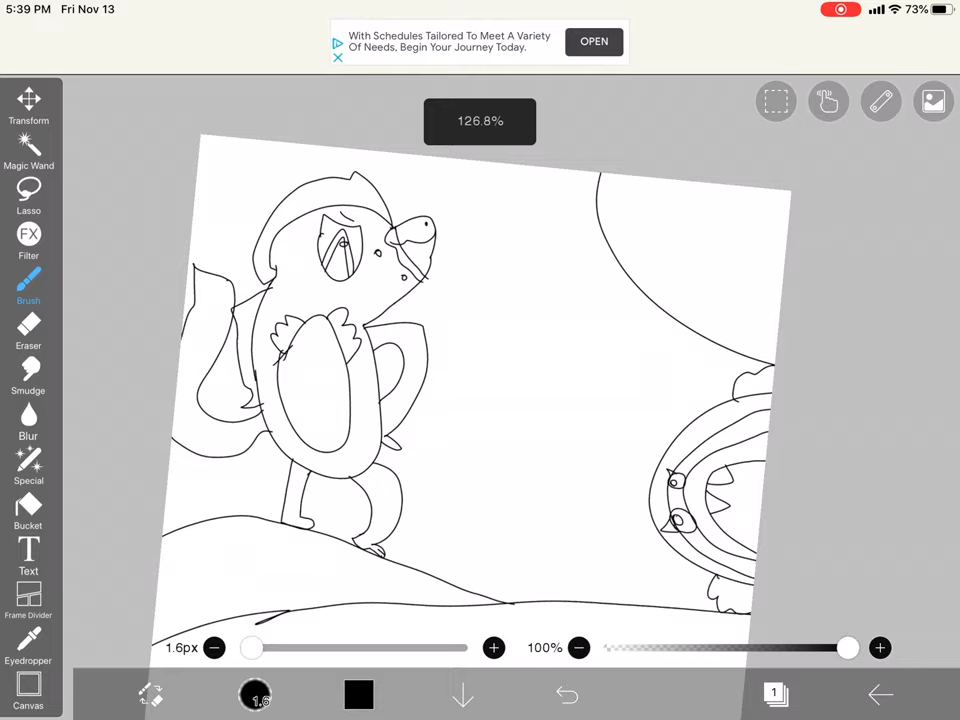 5:39 PM Fri Nov 13
73%
With Schedules Tailored To Meet A Variety
Of Needs, Begin Your Journey Today.
OPEN
126.8%
Transform
Magic Wand
Lasso
FX
Filter
Brush
Eraser
Smudge
Blur
Special
Bucket
T
Text
Frame Divider
Eyedropper
Canvas
1.6px
100%
1.6
1